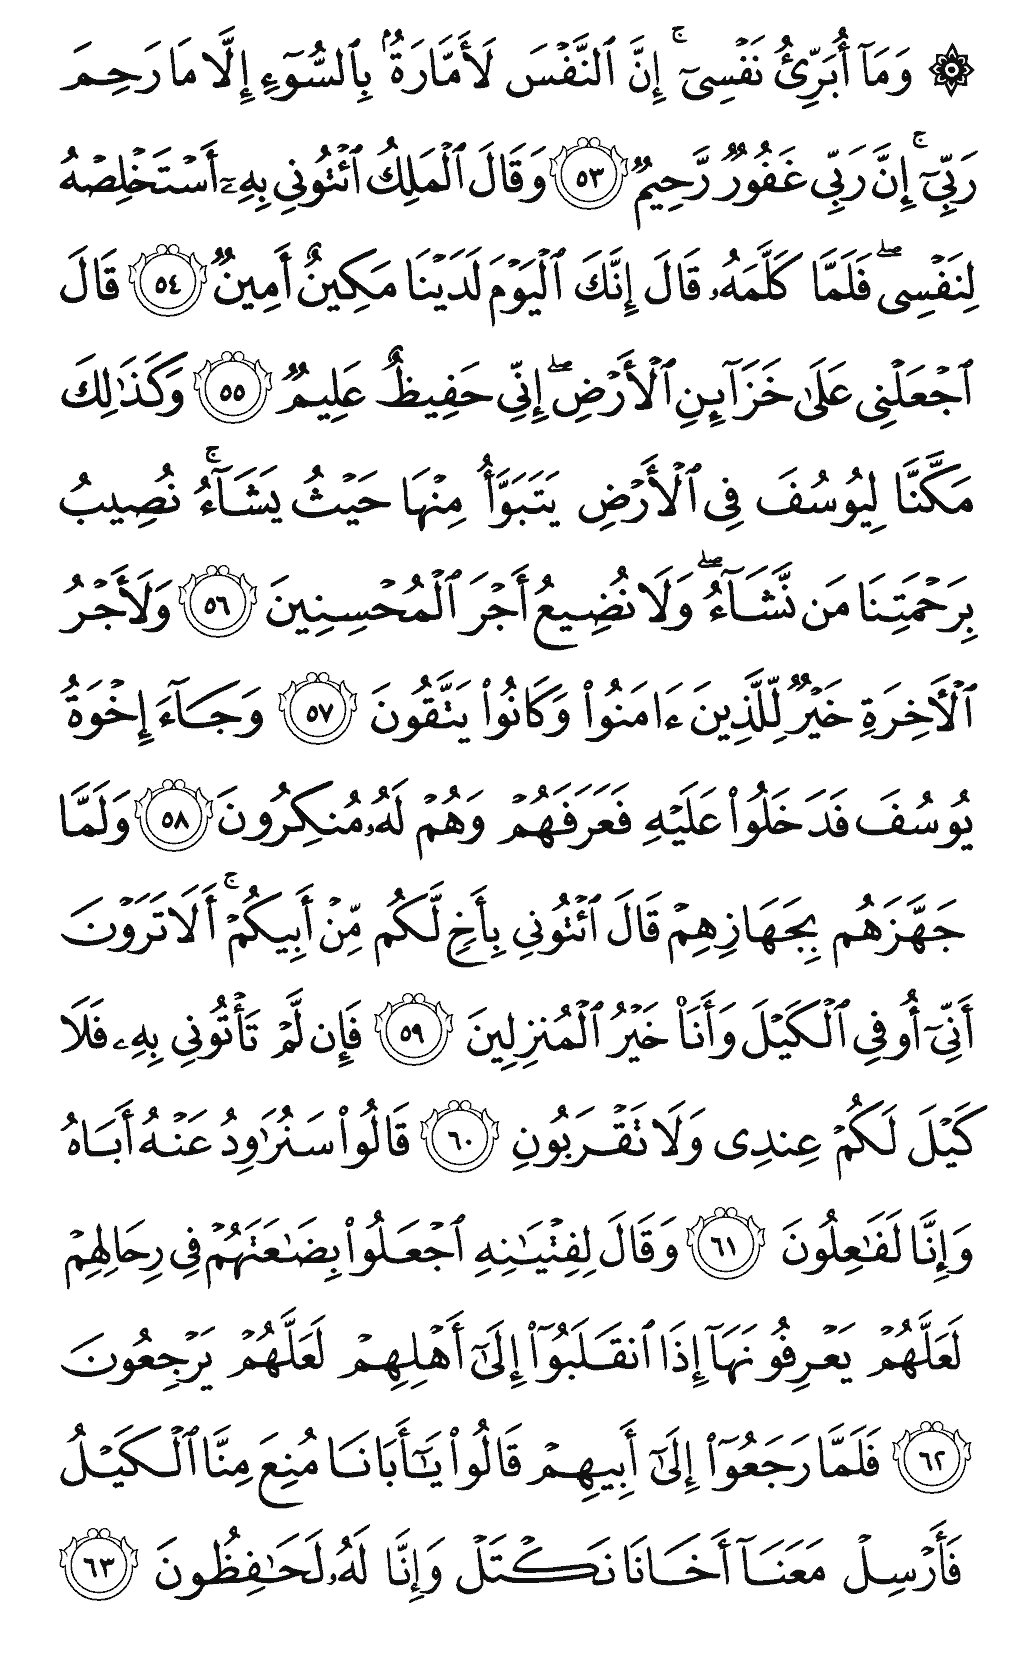 ۞ وَمَآ أُبَرِّئُ نَفْسِىٓ ۚ إِنَّ ٱلنَّفْسَ لَأَمَّارَةٌۢ بِٱلسُّوٓءِ إِلَّا مَا رَحِمَ
رَبِّىٓ ۚ إِنَّ رَبِّى غَفُورٌ رَّحِيمٌ ٥٣ وَقَالَ ٱلْمَلِكُ ٱئْتُونِى بِهِۦٓ أَسْتَخْلِصْهُ
لِنَفْسِى ۖ فَلَمَّا كَلَّمَهُۥ قَالَ إِنَّكَ ٱلْيَوْمَ لَدَيْنَا مَكِينٌ أَمِينٌ ٥٤ قَالَ
ٱجْعَلْنِى عَلَىٰ خَزَآئِنِ ٱلْأَرْضِ ۖ إِنِّى حَفِيظٌ عَلِيمٌ ٥٥ وَكَذَٰلِكَ
مَكَّنَّا لِيُوسُفَ فِى ٱلْأَرْضِ يَتَبَوَّأُ مِنْهَا حَيْثُ يَشَآءُ ۚ نُصِيبُ
بِرَحْمَتِنَا مَن نَّشَآءُ ۖ وَلَا نُضِيعُ أَجْرَ ٱلْمُحْسِنِينَ ٥٦ وَلَأَجْرُ
ٱلْأَخِرَةِ خَيْرٌ لِّلَّذِينَ ءَامَنُوا۟ وَكَانُوا۟ يَتَّقُونَ ٥٧ وَجَآءَ إِخْوَةُ
يُوسُفَ فَدَخَلُوا۟ عَلَيْهِ فَعَرَفَهُمْ وَهُمْ لَهُۥ مُنكِرُونَ ٥٨ وَلَمَّا
جَهَّزَهُم بِجَهَازِهِمْ قَالَ ٱئْتُونِى بِأَخٍ لَّكُم مِّنْ أَبِيكُمْ ۚ أَلَا تَرَوْنَ
أَنِّىٓ أُوفِى ٱلْكَيْلَ وَأَنَا۠ خَيْرُ ٱلْمُنزِلِينَ ٥٩ فَإِن لَّمْ تَأْتُونِى بِهِۦ فَلَا
كَيْلَ لَكُمْ عِندِى وَلَا تَقْرَبُونِ ٦٠ قَالُوا۟ سَنُرَٰوِدُ عَنْهُ أَبَاهُ
وَإِنَّا لَفَـٰعِلُونَ ٦١ وَقَالَ لِفِتْيَـٰنِهِ ٱجْعَلُوا۟ بِضَـٰعَتَهُمْ فِى رِحَالِهِمْ
لَعَلَّهُمْ يَعْرِفُونَهَآ إِذَا ٱنقَلَبُوٓا۟ إِلَىٰٓ أَهْلِهِمْ لَعَلَّهُمْ يَرْجِعُونَ
٦٢ فَلَمَّا رَجَعُوٓا۟ إِلَىٰٓ أَبِيهِمْ قَالُوا۟ يَـٰٓأَبَانَا مُنِعَ مِنَّا ٱلْكَيْلُ
فَأَرْسِلْ مَعَنَآ أَخَانَا نَكْتَلْ وَإِنَّا لَهُۥ لَحَـٰفِظُونَ ٦٣